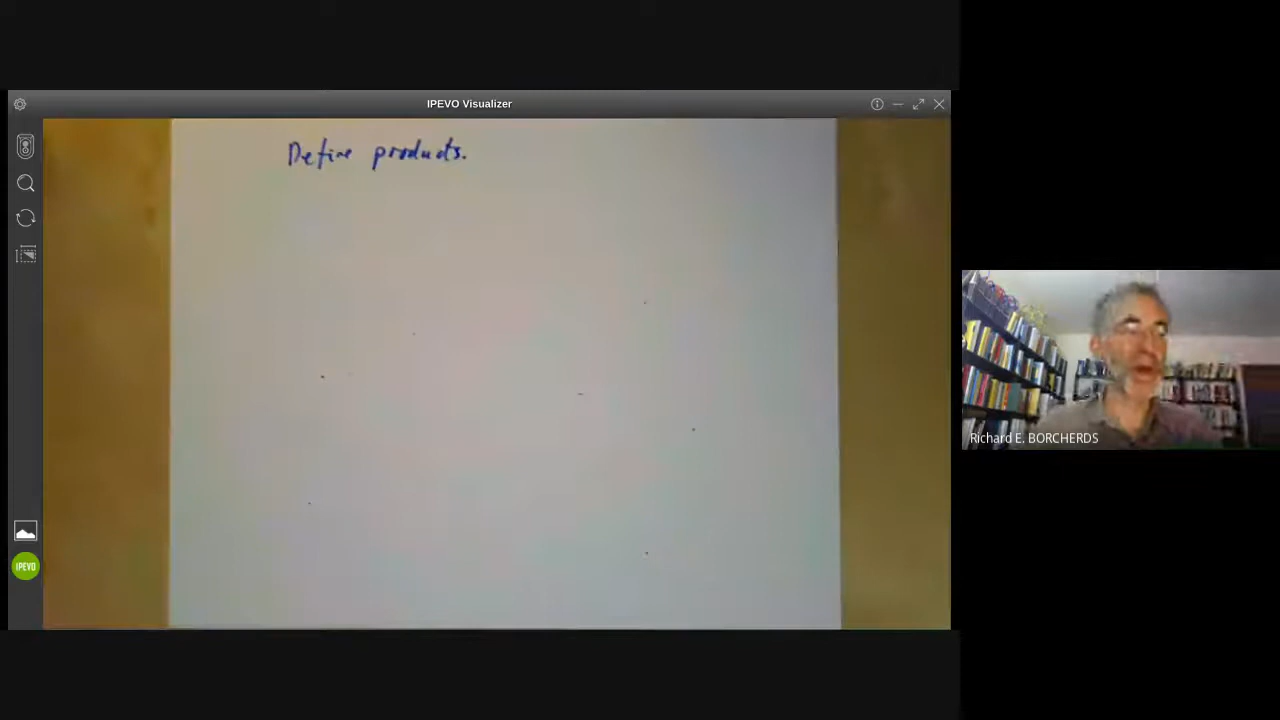 IPEVO Visualizer
Define products.
Richard E. BORCHERDS
IPEVO